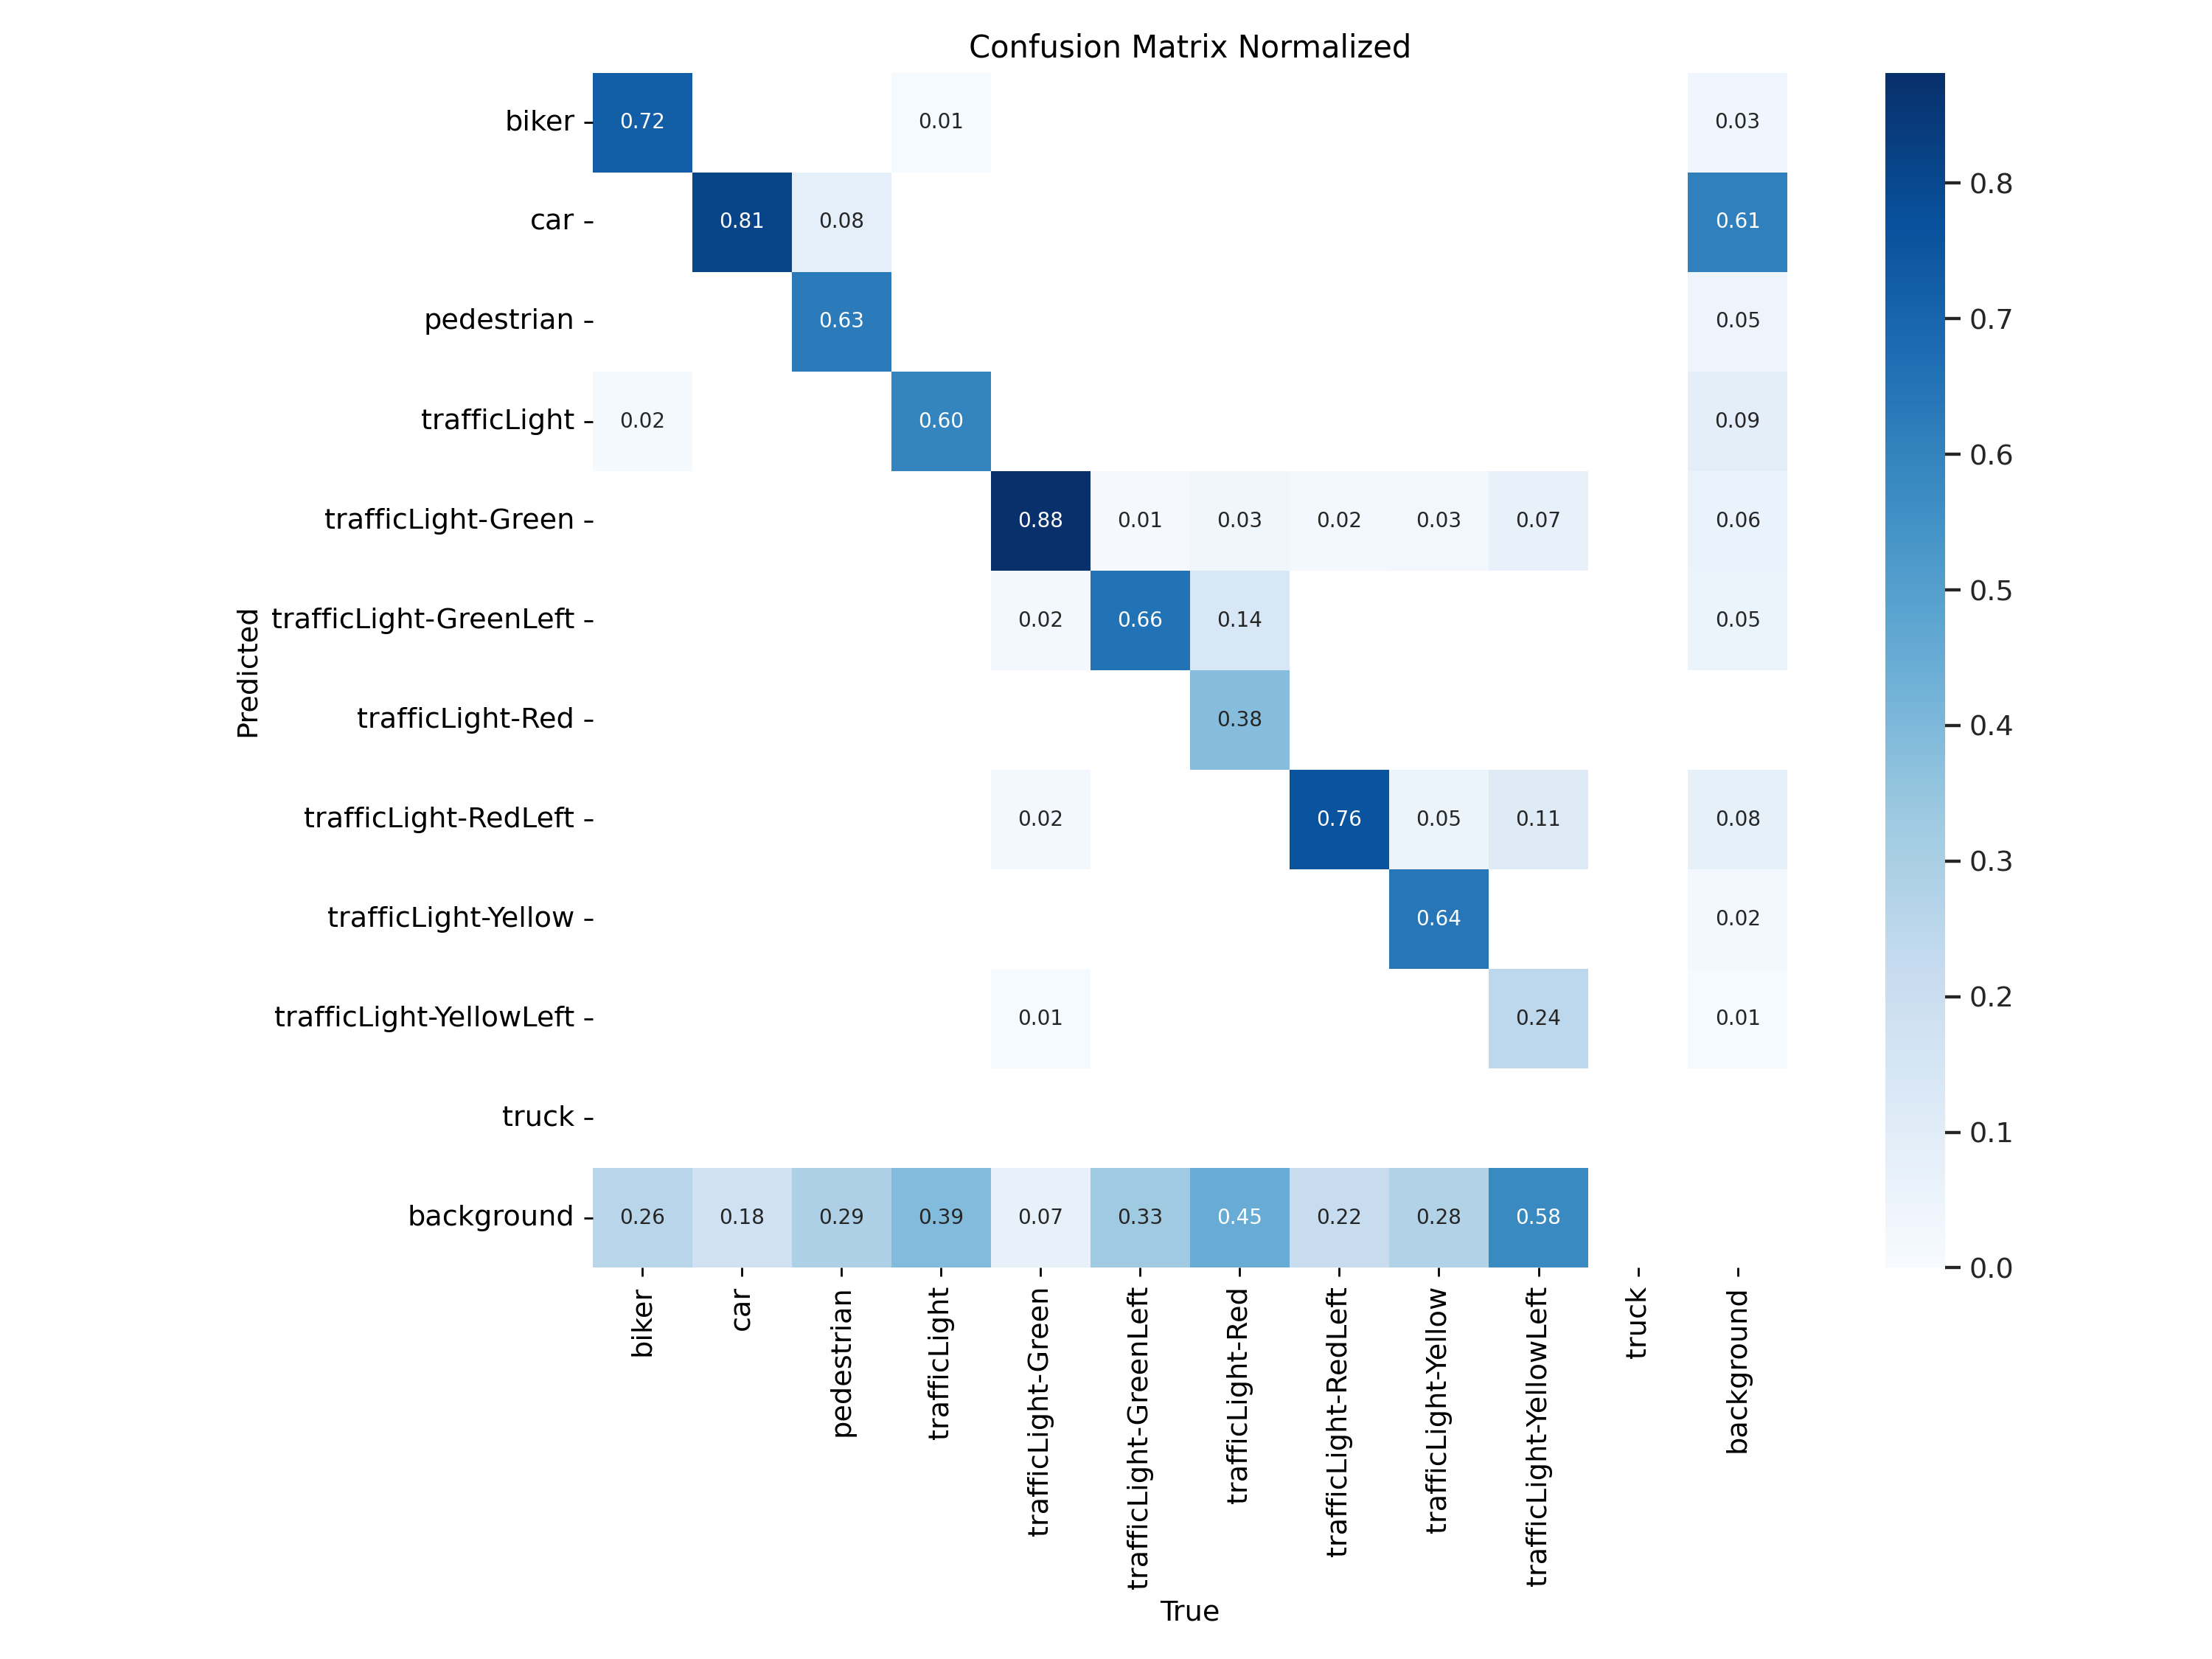 Confusion Matrix Normalized
biker 0.72 0.01 0.03
car 0.81 0.08 0.61
pedestrian 0.63 0.05
trafficLight 0.02 0.60 0.09
trafficLight-Green 0.88 0.01 0.03 0.02 0.03 0.07 0.06
trafficLight-GreenLeft 0.02 0.66 0.14 0.05
trafficLight-Red 0.38
trafficLight-RedLeft 0.02 0.76 0.05 0.11 0.08
trafficLight-Yellow 0.64 0.02
trafficLight-YellowLeft 0.01 0.24 0.01
truck
background 0.26 0.18 0.29 0.39 0.07 0.33 0.45 0.22 0.28 0.58
Predicted
biker
car
pedestrian
trafficLight
trafficLight-Green
trafficLight-GreenLeft
trafficLight-Red
trafficLight-RedLeft
trafficLight-Yellow
trafficLight-YellowLeft
truck
background
True
0.8
0.7
0.6
0.5
0.4
0.3
0.2
0.1
0.0